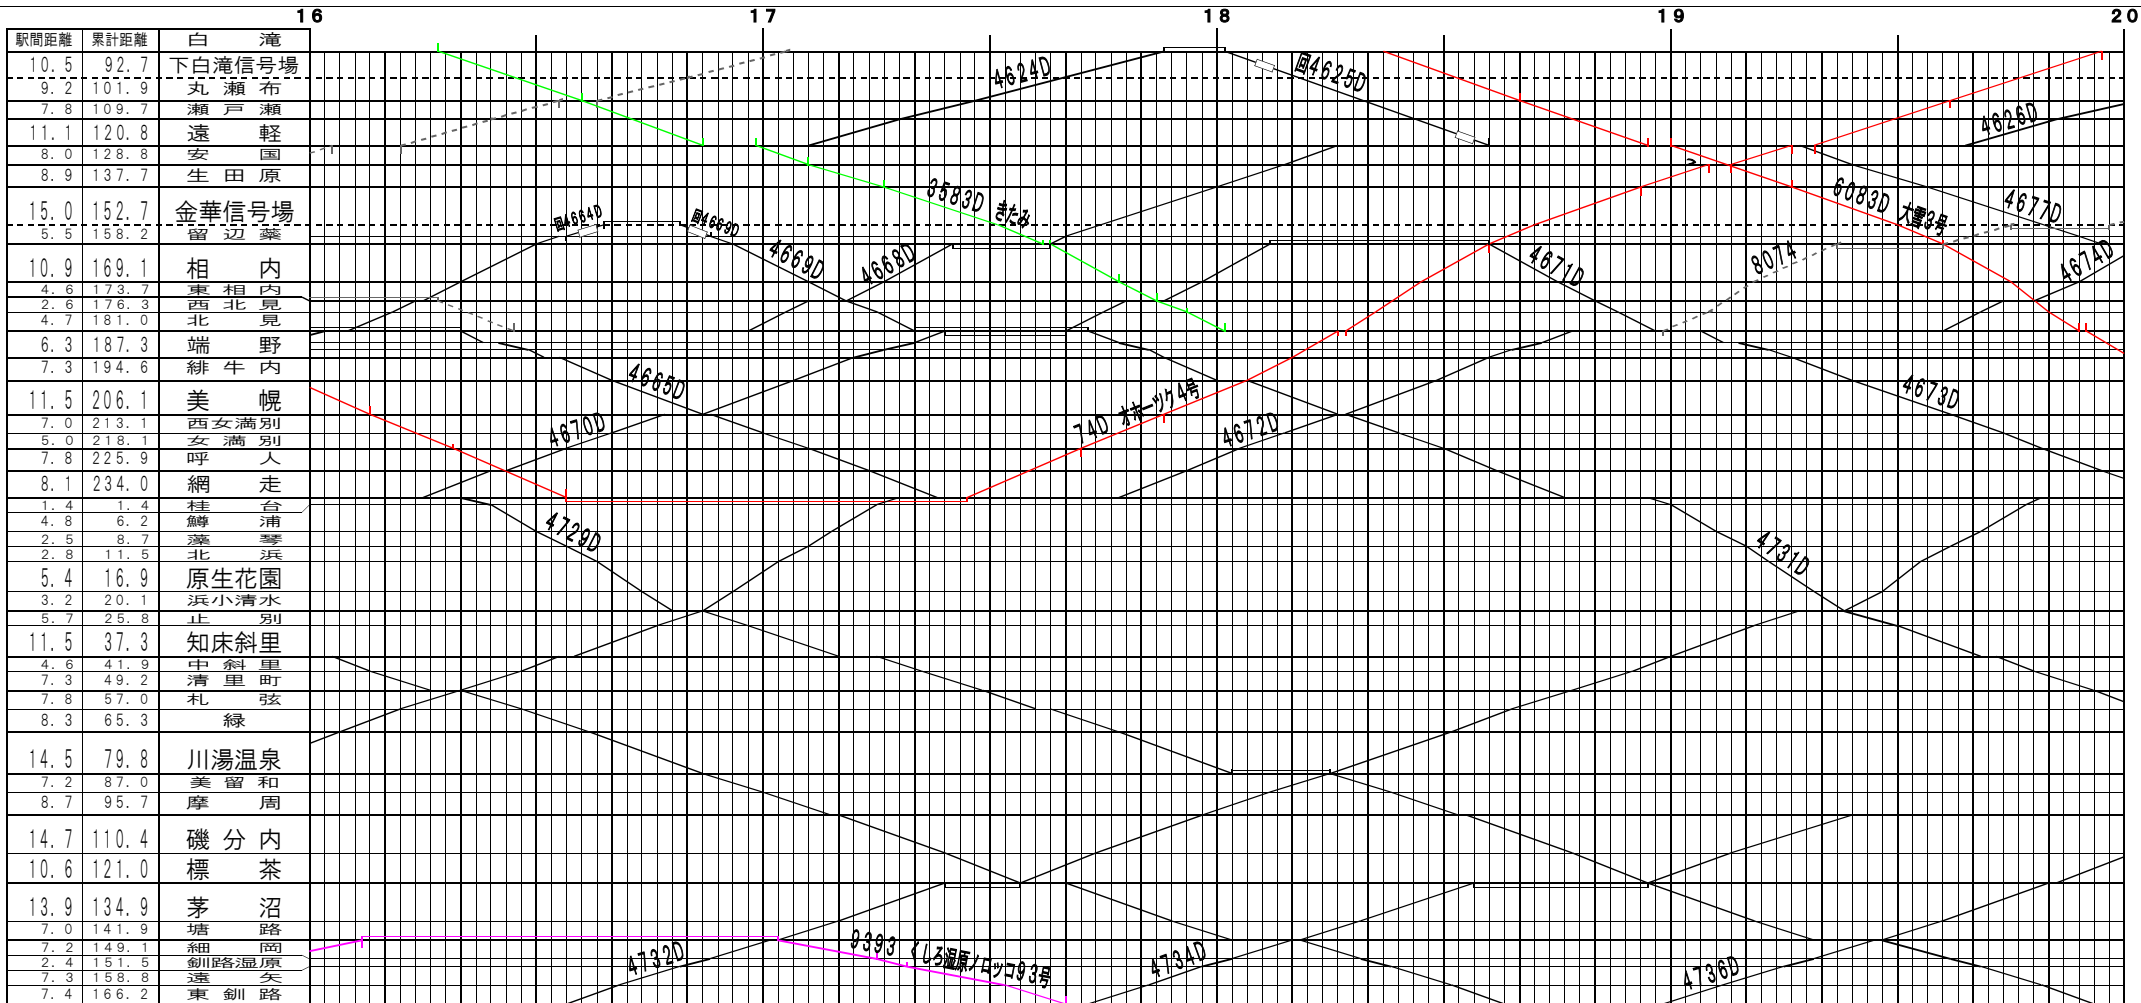 16 17 18 19 20
駅間距離 累計距離 白滝
10.5 92.7 下白滝信号場
9.2 101.9 丸瀬布
7.8 109.7 瀬戸瀬
11.1 120.8 遠軽
8.0 128.8 安国
8.9 137.7 生田原
15.0 152.7 金華信号場
5.5 158.2 留辺蘂
10.9 169.1 相内
4.6 173.7 東相内
2.6 176.3 西北見
4.7 181.0 北見
6.3 187.3 端野
7.3 194.6 緋牛内
11.5 206.1 美幌
7.0 213.1 西女満別
5.0 218.1 女満別
7.8 225.9 呼人
8.1 234.0 網走
1.4 1.4 桂台
4.8 6.2 鱒浦
2.5 8.7 藻琴
2.8 11.5 北浜
5.4 16.9 原生花園
3.2 20.1 浜小清水
5.7 25.8 止別
11.5 37.3 知床斜里
4.6 41.9 中斜里
7.3 49.2 清里町
7.8 57.0 札弦
8.3 65.3 緑
14.5 79.8 川湯温泉
7.2 87.0 美留和
8.7 95.7 摩周
14.7 110.4 磯分内
10.6 121.0 標茶
13.9 134.9 茅沼
7.0 141.9 塘路
7.2 149.1 細岡
2.4 151.5 釧路湿原
7.3 158.8 遠矢
7.4 166.2 東釧路
4624D
回4625D
4626D
3583D きたみ
6083D 大雪3号
4677D
回4664D
回4669D
4669D
4668D
4671D
8074
4674D
4665D
4670D
74D オホーツク4号
4672D
4673D
4729D
4731D
4732D
9393 くしろ湿原ノロッコ93号
4734D
4736D